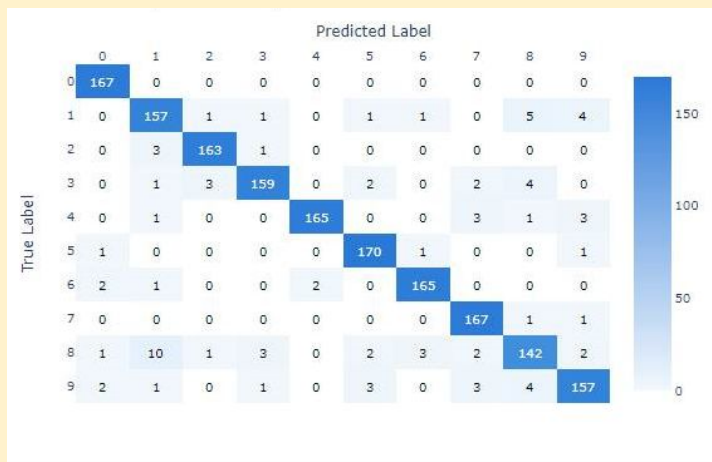 Predicted Label
0 1 2 3 4 5 6 7 8 9
0 167 0 0 0 0 0 0 0 0 0
1 0 157 1 1 0 1 1 0 5 4
2 0 3 163 1 0 0 0 0 0 0
3 0 1 3 159 0 2 0 2 4 0
4 0 1 0 0 165 0 0 3 1 3
5 1 0 0 0 0 170 1 0 0 1
6 2 1 0 0 2 0 165 0 0 0
7 0 0 0 0 0 0 0 167 1 1
8 1 10 1 3 0 2 3 2 142 2
9 2 1 0 1 0 3 0 3 4 157
True Label
150
100
50
0